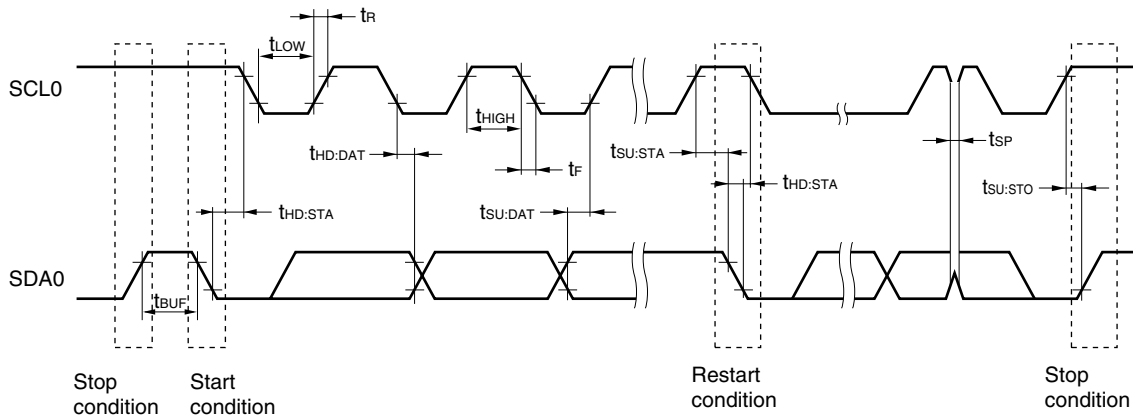 tR
tLOW
SCL0
tHIGH
tHD:DAT
tF
tSU:STA
tSP
tHD:STA
tSU:STO
tHD:STA
tSU:DAT
SDA0
tBUF
Stop
condition
Start
condition
Restart
condition
Stop
condition